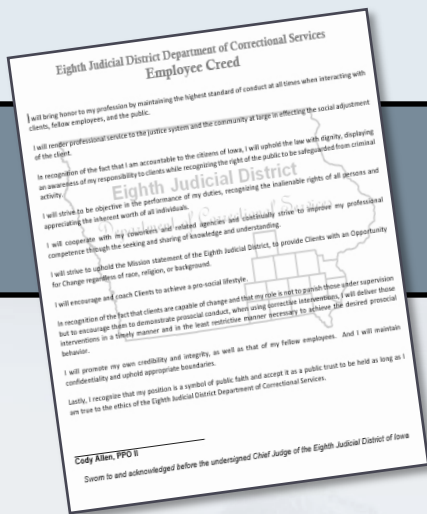 Eighth Judicial District Department of Correctional Services
Employee Creed
I will bring honor to my profession by maintaining the highest standard of conduct at all times when interacting with
clients, fellow employees, and the public.
I will render professional service to the justice system and the community at large in effecting the social adjustment
of the client.
In recognition of the fact that I am accountable to the citizens of Iowa, I will uphold the law with dignity, displaying
an awareness of my responsibility to clients while recognizing the right of the public to be safeguarded from criminal
activity.
Eighth Judicial District
I will strive to be objective in the performance of my duties, recognizing the inalienable rights of all persons and
appreciating the inherent worth of all individuals.
I will cooperate with my coworkers and related agencies and continually strive to improve my professional
competence through the seeking and sharing of knowledge and understanding.
I will strive to uphold the Mission statement of the Eighth Judicial District, to provide Clients with an Opportunity
for Change regardless of race, religion, or background.
I will encourage and coach Clients to achieve a pro-social lifestyle.
In recognition of the fact that clients are capable of change and that my role is not to punish those under supervision
but to encourage them to demonstrate prosocial conduct, when using corrective interventions, I will deliver those
interventions in a timely manner and in the least restrictive manner necessary to achieve the desired prosocial
behavior.
I will promote my own credibility and integrity, as well as that of my fellow employees. And I will maintain
confidentiality and uphold appropriate boundaries.
Lastly, I recognize that my position is a symbol of public faith and accept it as a public trust to be held as long as I
am true to the ethics of the Eighth Judicial District Department of Correctional Services.
Cody Allen, PPO II
Sworn to and acknowledged before the undersigned Chief Judge of the Eighth Judicial District of Iowa